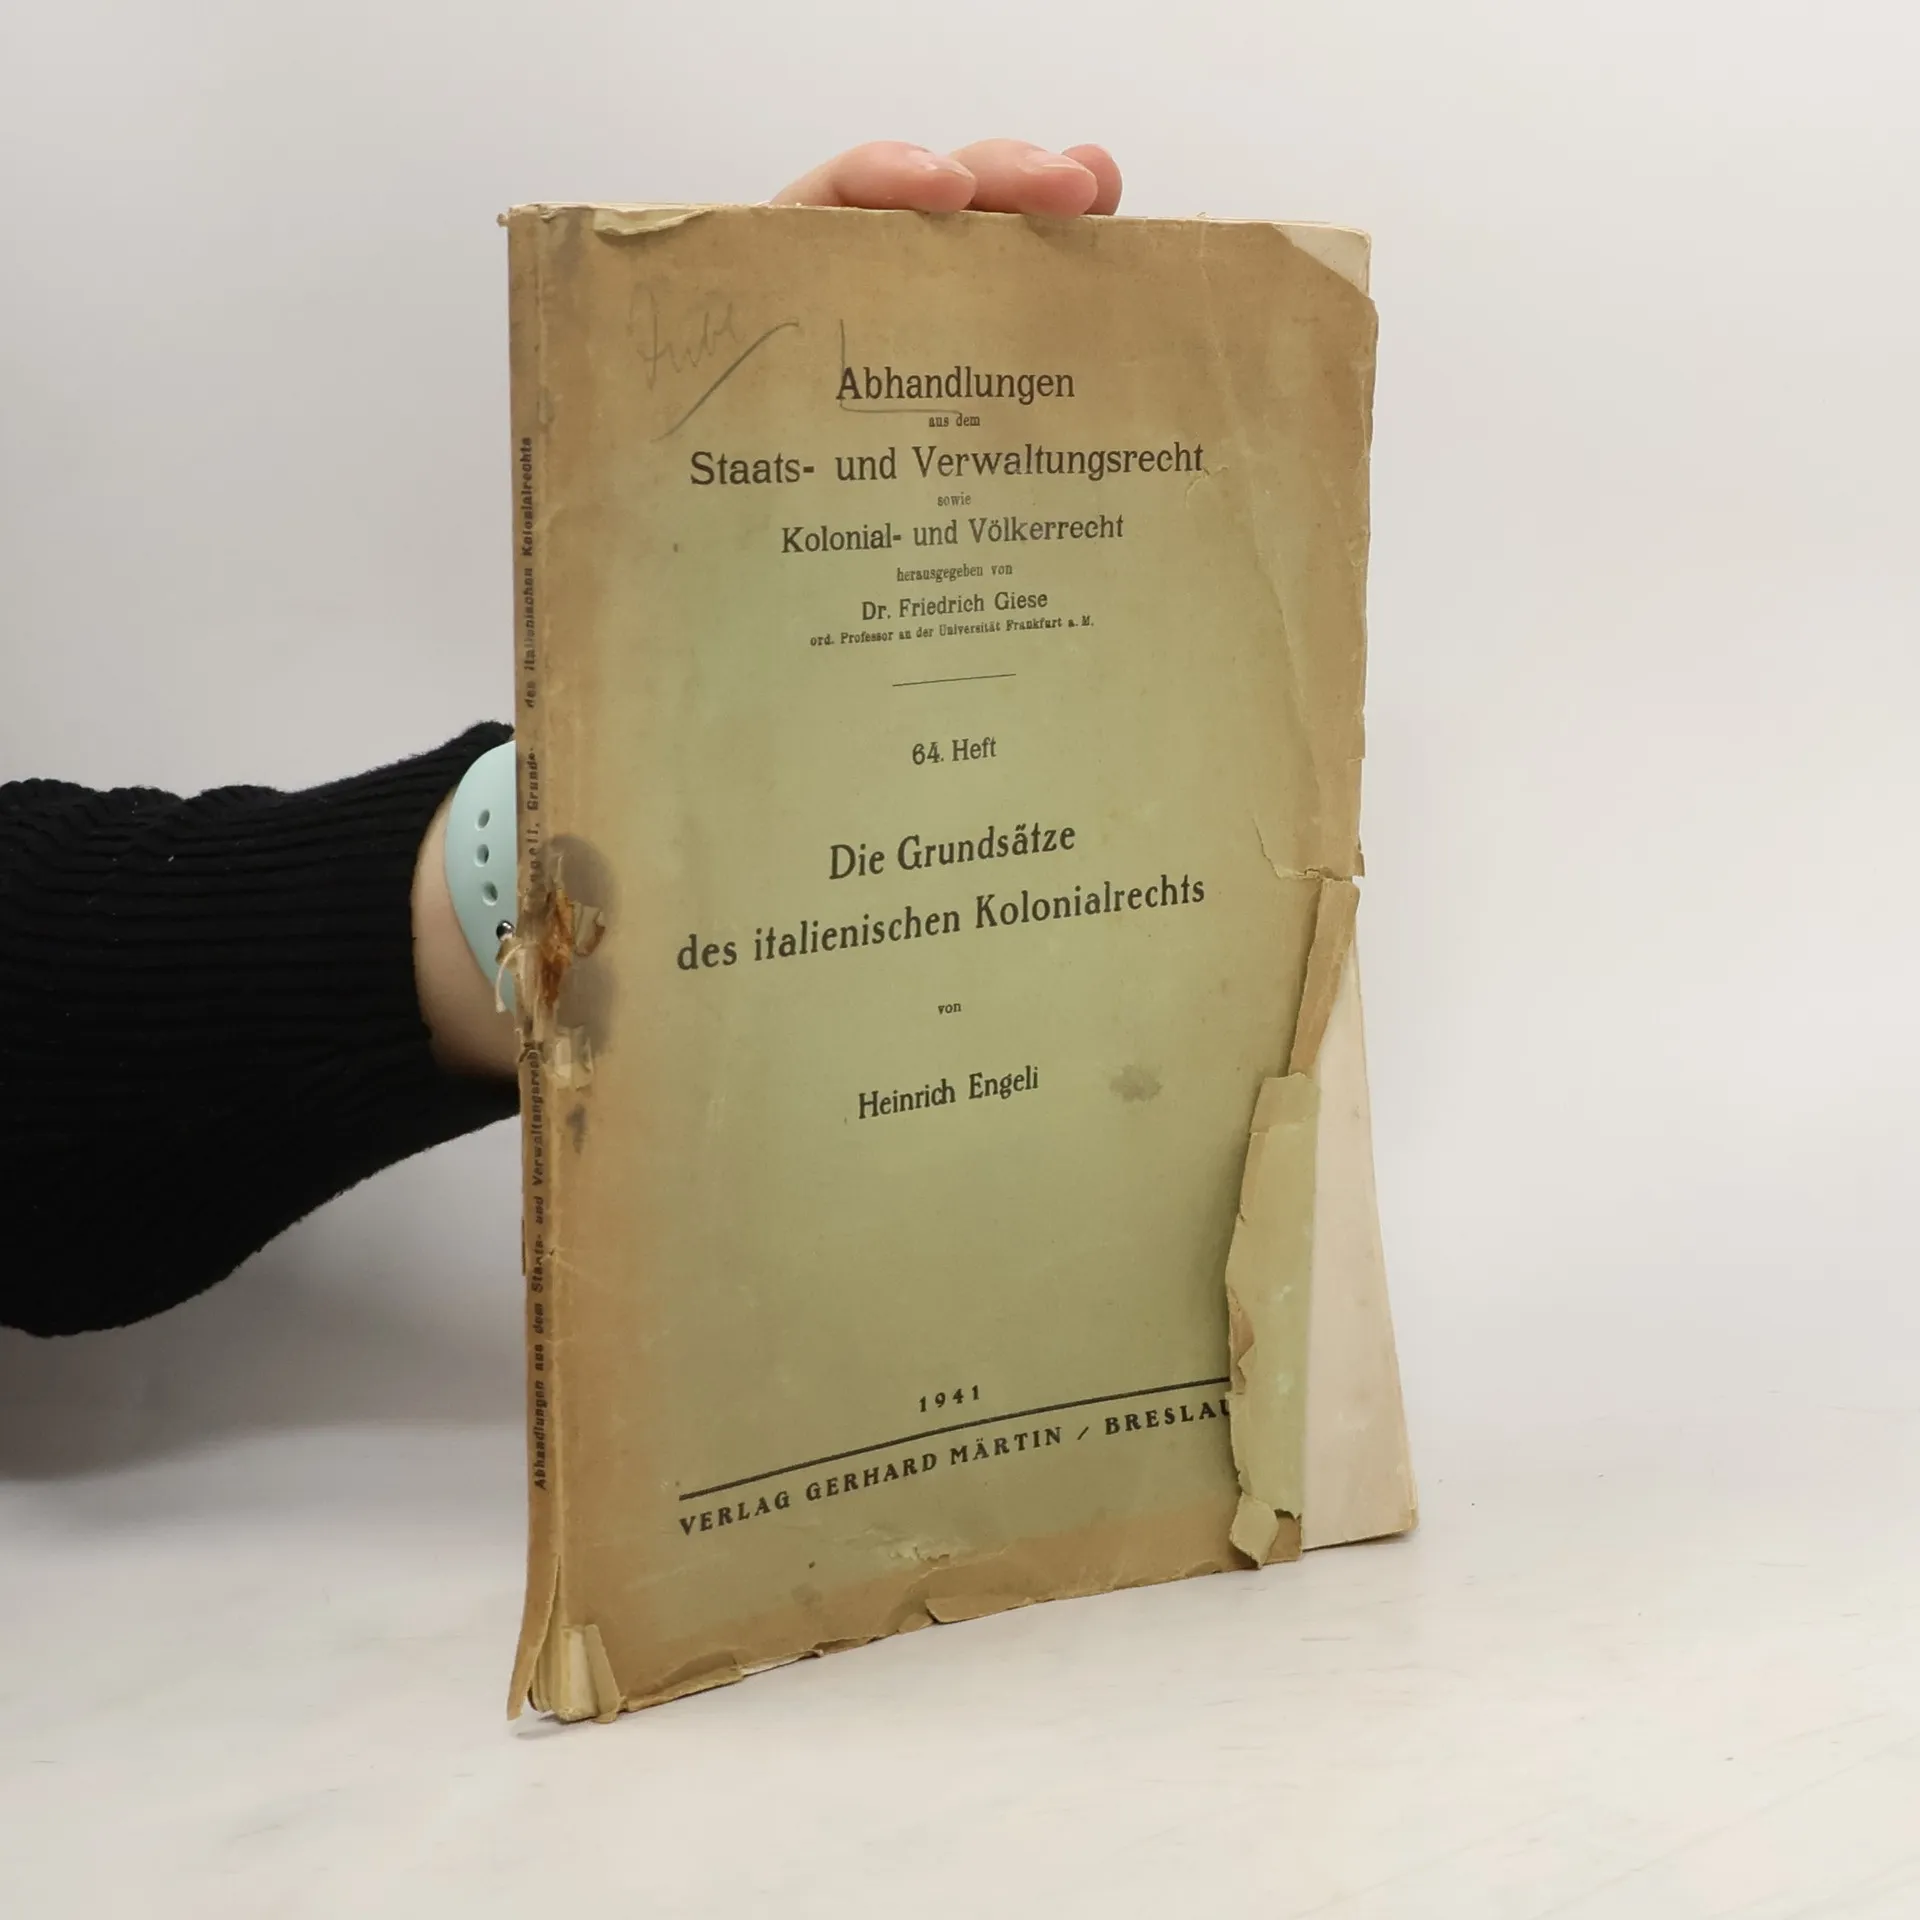 Abhandlungen
aus dem
Staats- und Verwaltungsrecht
sowie
Kolonial- und Völkerrecht
herausgegeben von
Dr. Friedrich Giese
ord. Professor an der Universität Frankfurt a. M.
64. Heft
Die Grundsätze
des italienischen Kolonialrechts
von
Heinrich Engeli
1941
VERLAG GERHARD MÄRTIN / BRESLAU
Abhandlungen aus dem Staats- und Verwaltungsrecht
Grund-
des italienischen Kolonialrechts